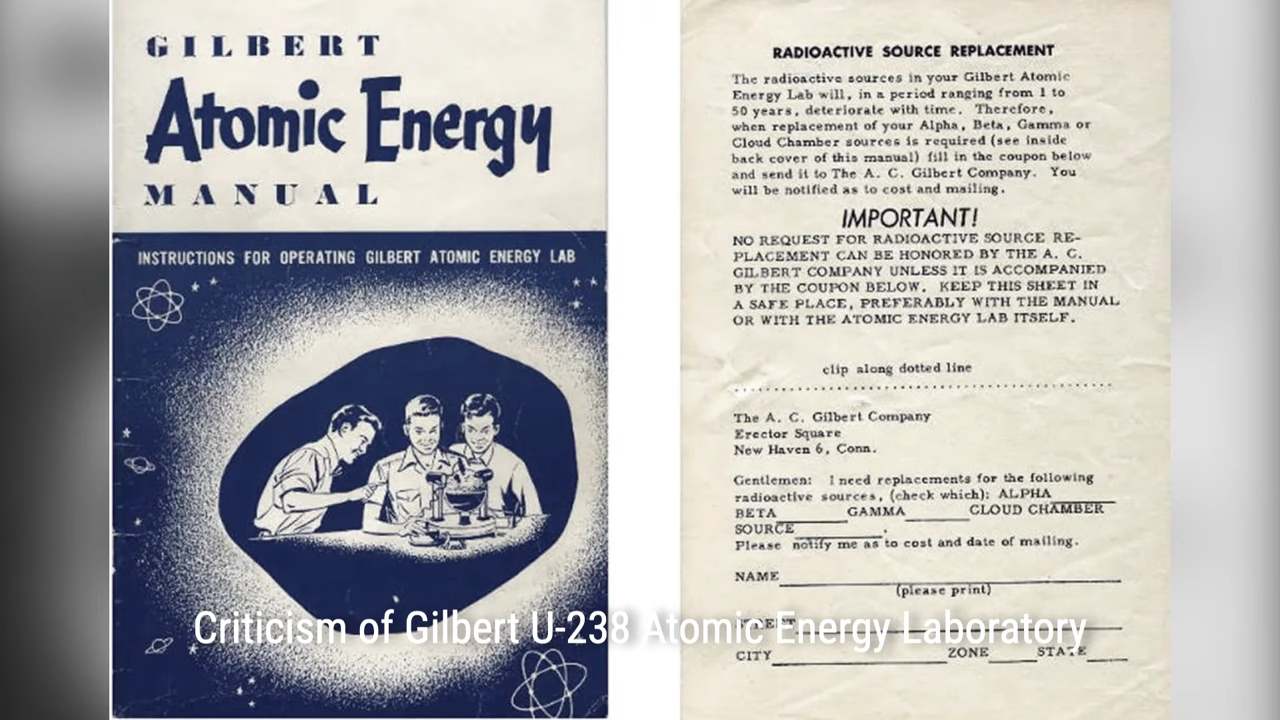 GILBERT
Atomic Energy
MANUAL
INSTRUCTIONS FOR OPERATING GILBERT ATOMIC ENERGY LAB
RADIOACTIVE SOURCE REPLACEMENT
The radioactive sources in your Gilbert Atomic
Energy Lab will, in a period ranging from 1 to
50 years, deteriorate with time. Therefore,
when replacement of your Alpha, Beta, Gamma or
Cloud Chamber sources is required (see inside
back cover of this manual) fill in the coupon below
and send it to The A. C. Gilbert Company. You
will be notified as to cost and mailing.
IMPORTANT!
NO REQUEST FOR RADIOACTIVE SOURCE RE-
PLACEMENT CAN BE HONORED BY THE A. C.
GILBERT COMPANY UNLESS IT IS ACCOMPANIED
BY THE COUPON BELOW. KEEP THIS SHEET IN
A SAFE PLACE, PREFERABLY WITH THE MANUAL
OR WITH THE ATOMIC ENERGY LAB ITSELF.
clip along dotted line
The A. C. Gilbert Company
Erector Square
New Haven 6, Conn.
Gentlemen: I need replacements for the following
radioactive sources, (check which): ALPHA
BETA GAMMA CLOUD CHAMBER
SOURCE .
Please notify me as to cost and date of mailing.
NAME
(please print)
STREET
CITY ZONE STATE
Criticism of Gilbert U-238 Atomic Energy Laboratory